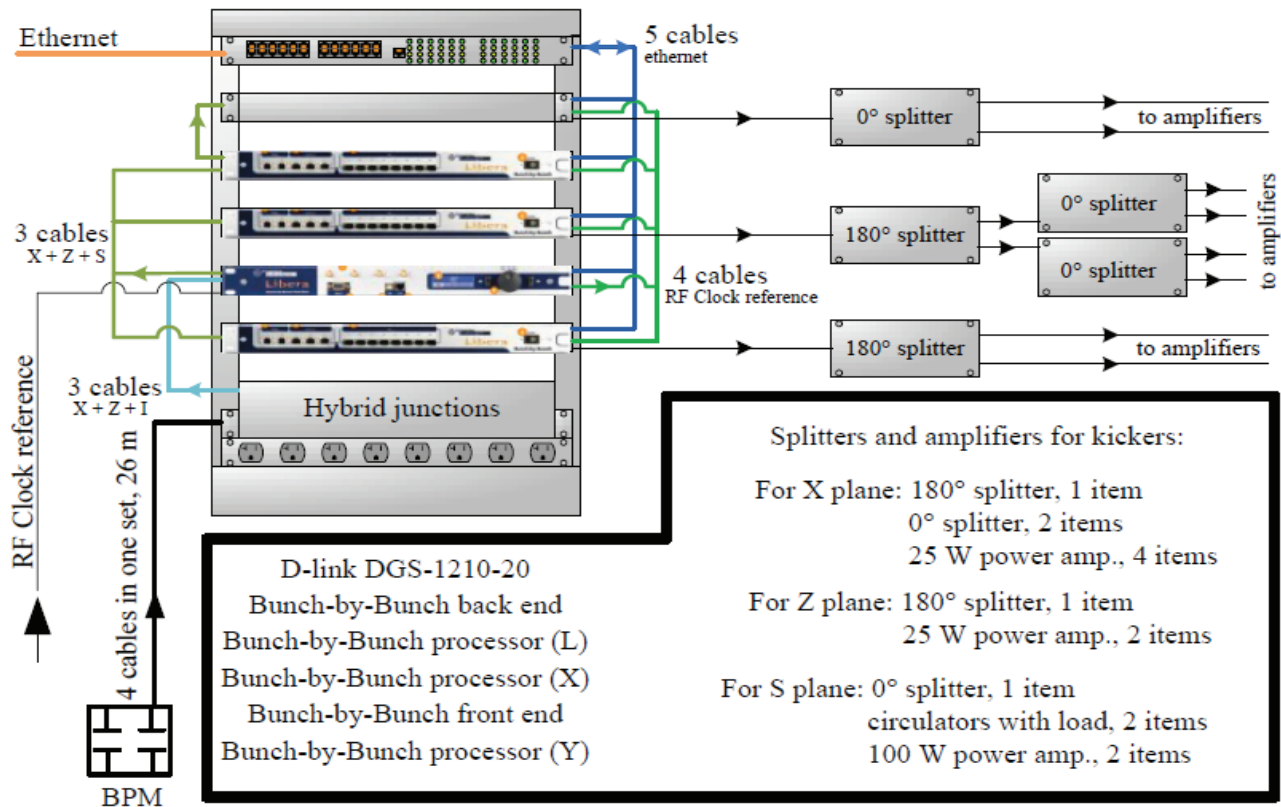 Ethernet
5 cables
ethernet
0° splitter
to amplifiers
Libera
3 cables
X + Z + S
Libera
180° splitter
0° splitter
0° splitter
to amplifiers
Libera
4 cables
RF Clock reference
Libera
180° splitter
to amplifiers
3 cables
X + Z + I
Hybrid junctions
RF Clock reference
4 cables in one set, 26 m
BPM
D-link DGS-1210-20
Bunch-by-Bunch back end
Bunch-by-Bunch processor (L)
Bunch-by-Bunch processor (X)
Bunch-by-Bunch front end
Bunch-by-Bunch processor (Y)
Splitters and amplifiers for kickers:
For X plane: 180° splitter, 1 item
0° splitter, 2 items
25 W power amp., 4 items
For Z plane: 180° splitter, 1 item
25 W power amp., 2 items
For S plane: 0° splitter, 1 item
circulators with load, 2 items
100 W power amp., 2 items